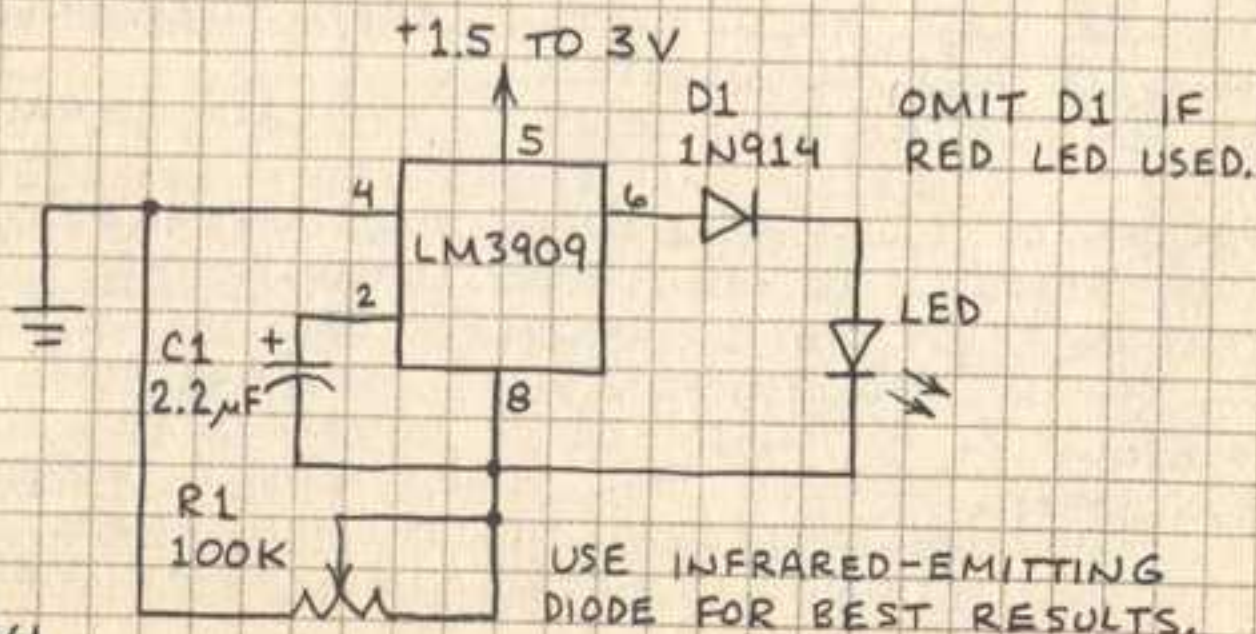 +1.5 TO 3V
D1
1N914
OMIT D1 IF
RED LED USED.
5
4
6
LM3909
2
LED
C1
+
2.2µF
8
R1
100K
USE INFRARED-EMITTING
DIODE FOR BEST RESULTS.